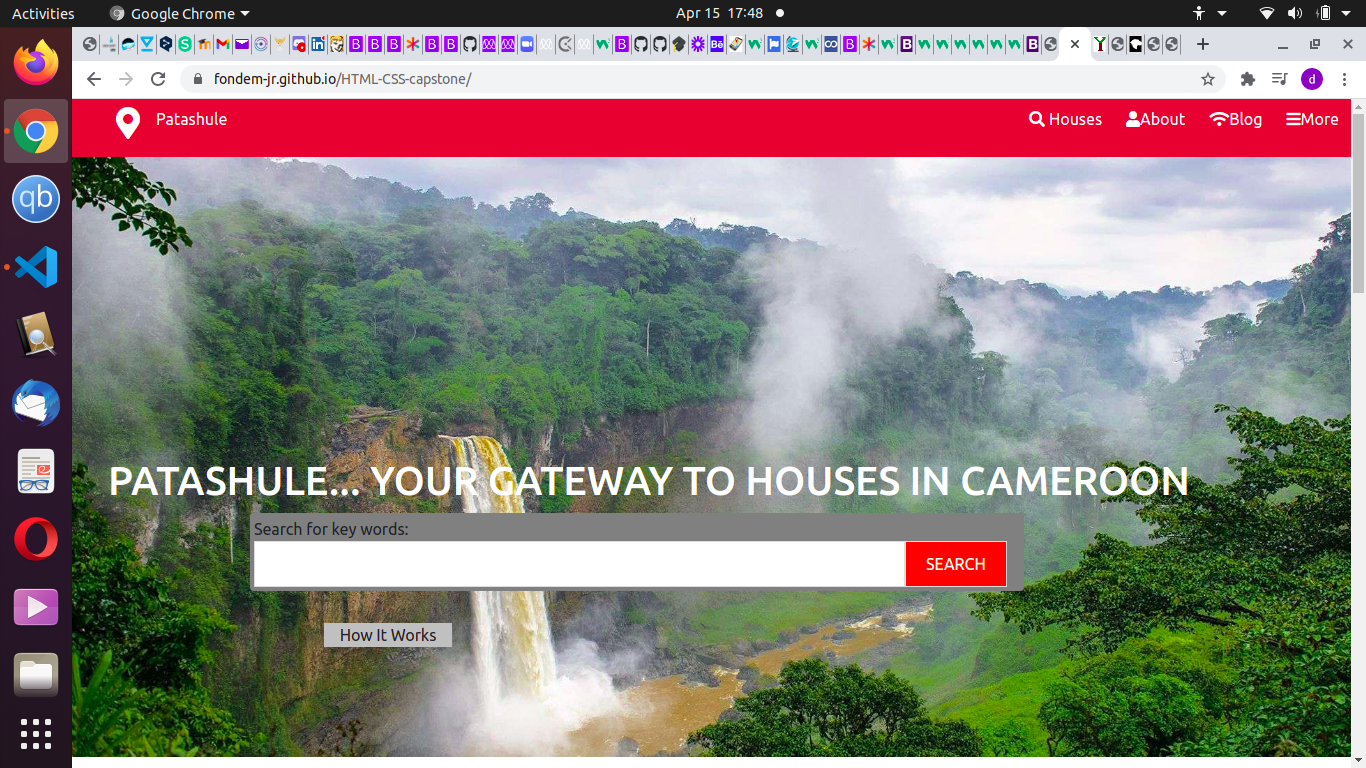 Activities Google Chrome Apr 15 17:48
fondem-jr.github.io/HTML-CSS-capstone/ d
qb
Patashule Houses About Blog More
PATASHULE... YOUR GATEWAY TO HOUSES IN CAMEROON
Search for key words:
SEARCH
How It Works